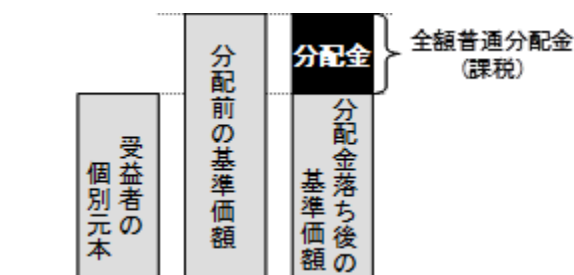 受益者の
個別元本
分配前の基準価額
分配金
分配金落ち後の
基準価額
全額普通分配金
(課税)